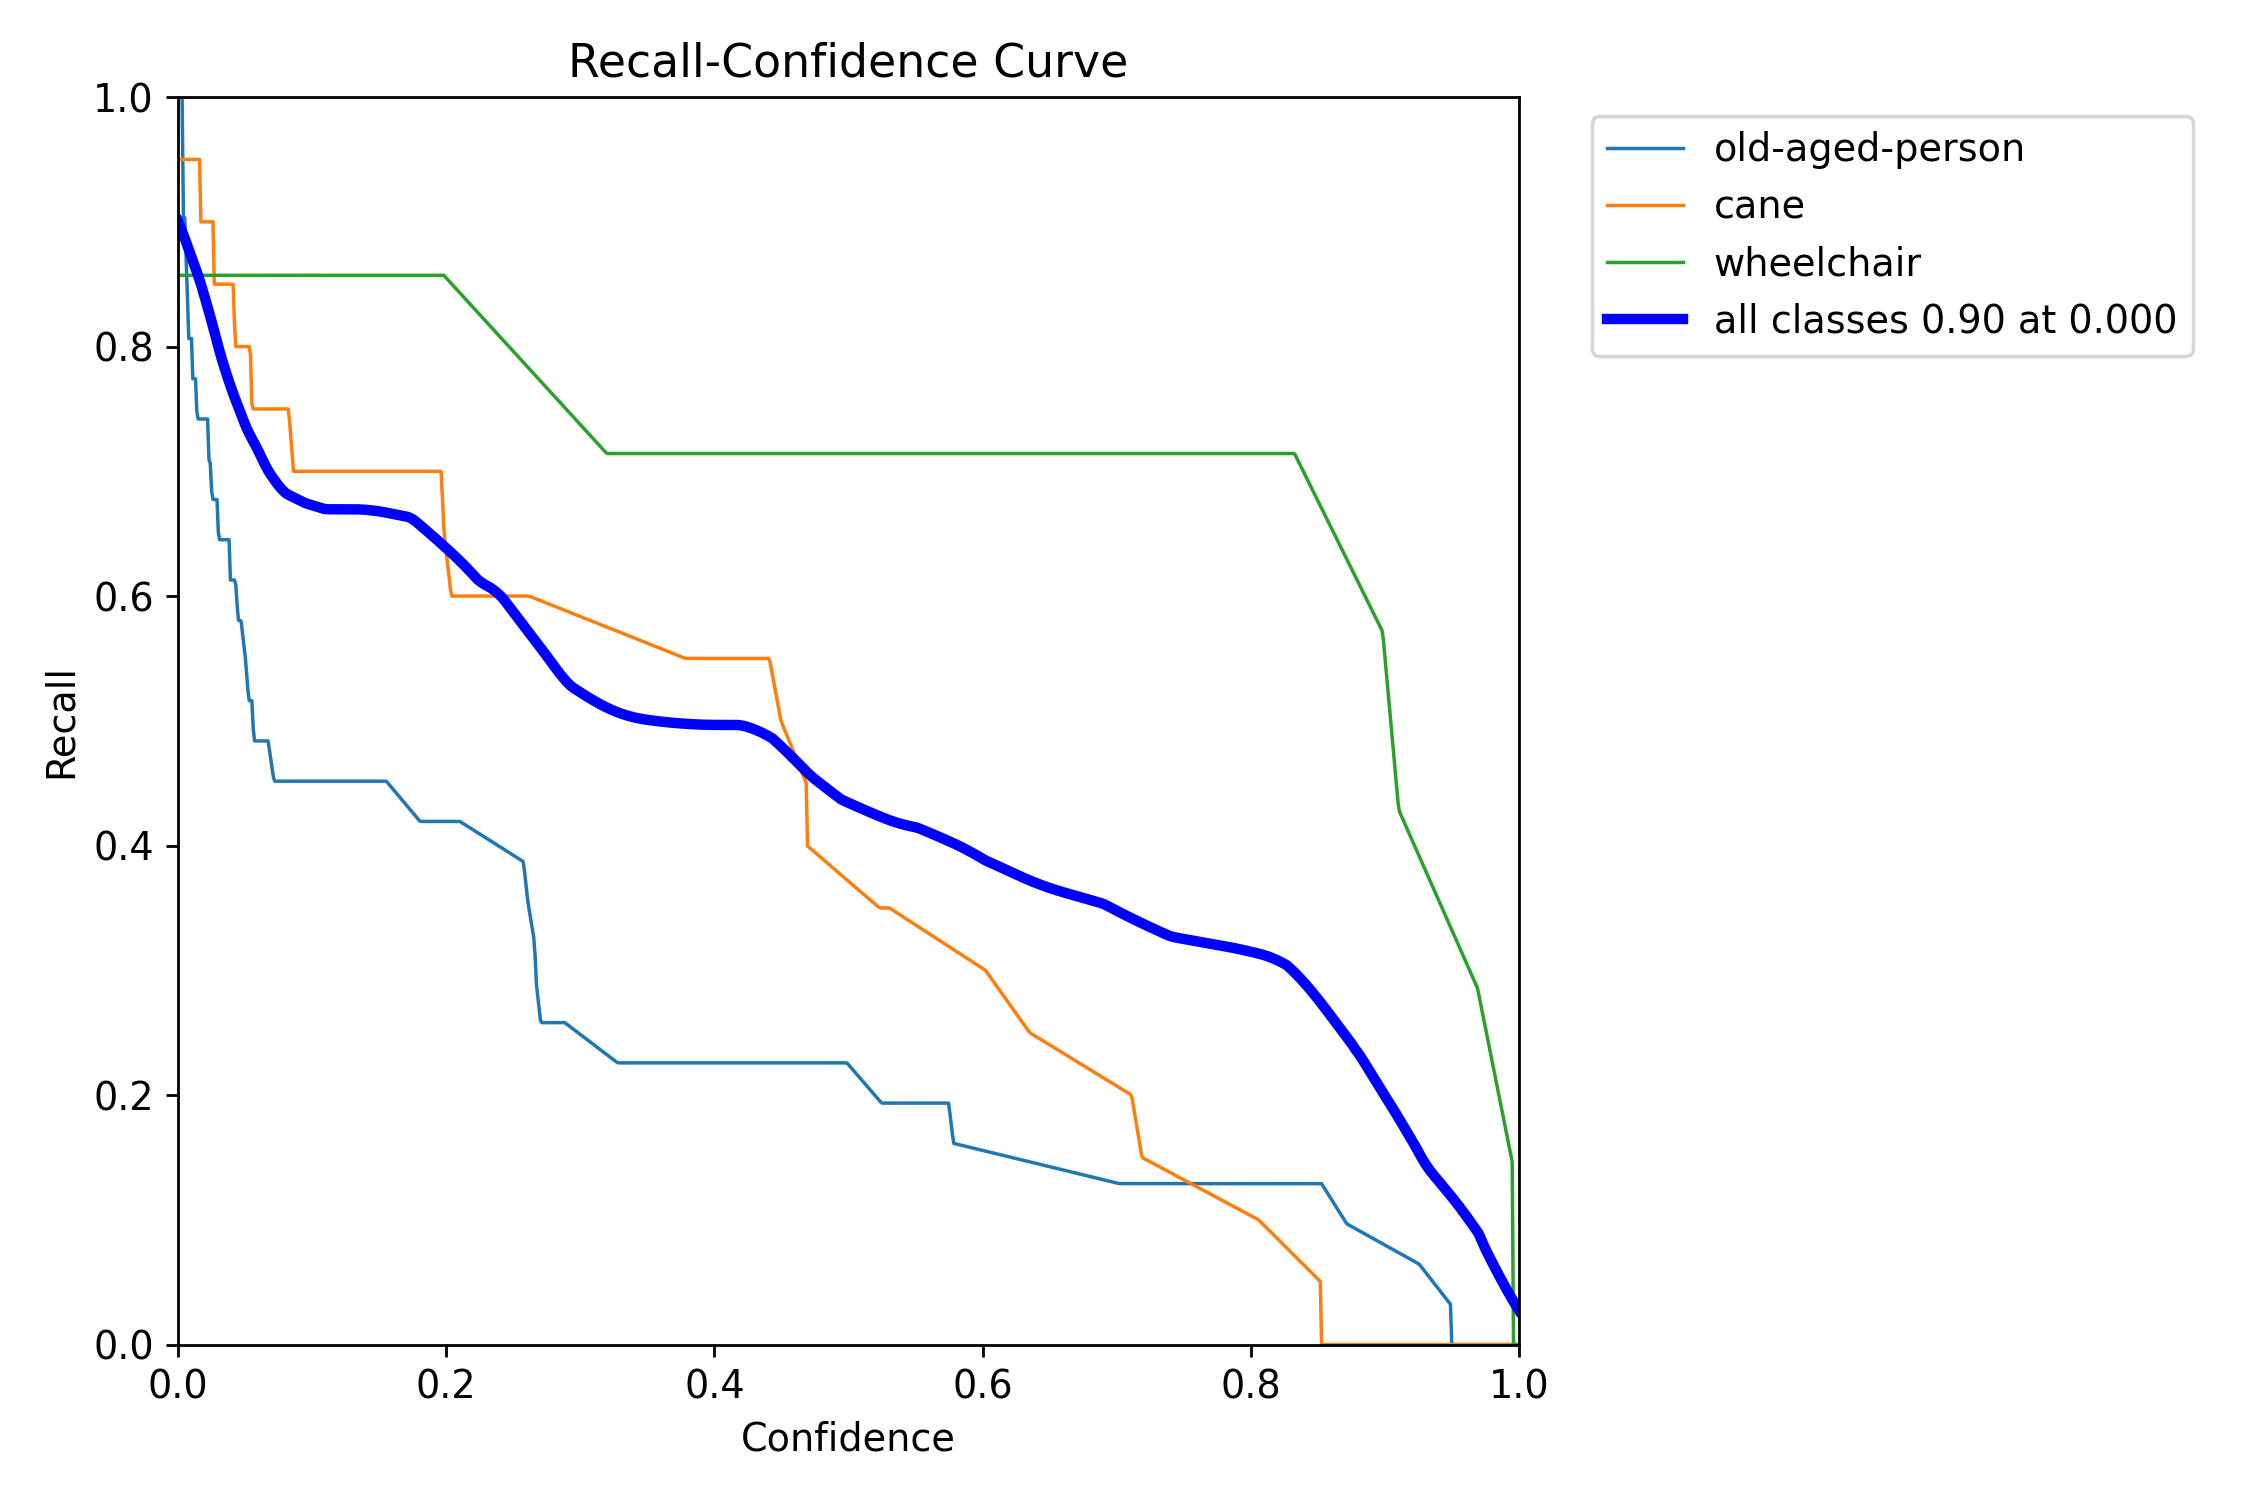 Recall-Confidence Curve
1.0
0.8
0.6
0.4
0.2
0.0
Recall
0.0 0.2 0.4 0.6 0.8 1.0
Confidence
old-aged-person
cane
wheelchair
all classes 0.90 at 0.000